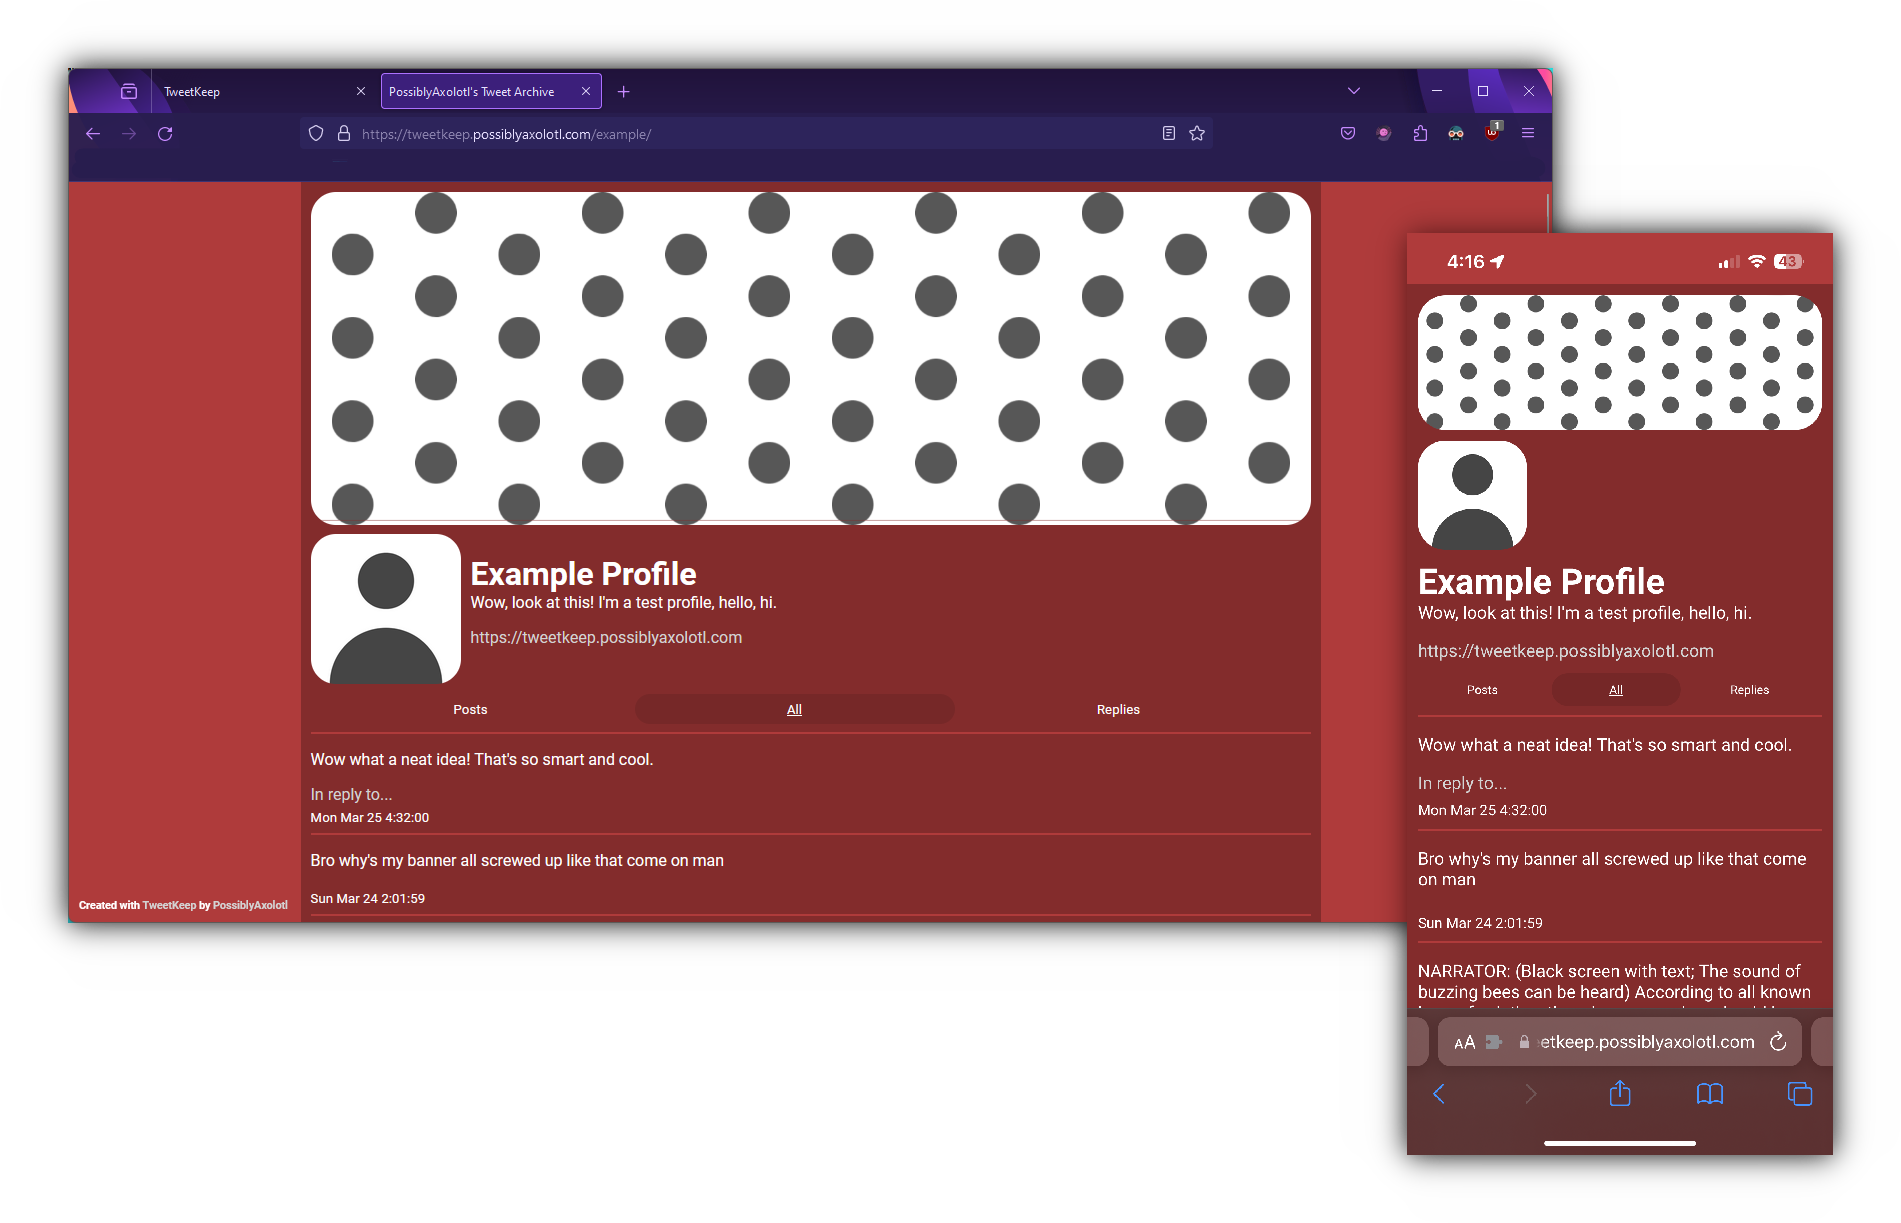 TweetKeep
PossiblyAxolotl's Tweet Archive
https://tweetkeep.possiblyaxolotl.com/example/
1
Example Profile
Wow, look at this! I'm a test profile, hello, hi.
https://tweetkeep.possiblyaxolotl.com
Posts
All
Replies
Wow what a neat idea! That's so smart and cool.
In reply to...
Mon Mar 25 4:32:00
Bro why's my banner all screwed up like that come on man
Sun Mar 24 2:01:59
Created with TweetKeep by PossiblyAxolotl
4:16
43
Example Profile
Wow, look at this! I'm a test profile, hello, hi.
https://tweetkeep.possiblyaxolotl.com
Posts
All
Replies
Wow what a neat idea! That's so smart and cool.
In reply to...
Mon Mar 25 4:32:00
Bro why's my banner all screwed up like that come
on man
Sun Mar 24 2:01:59
NARRATOR: (Black screen with text; The sound of
buzzing bees can be heard) According to all known
AA
etkeep.possiblyaxolotl.com